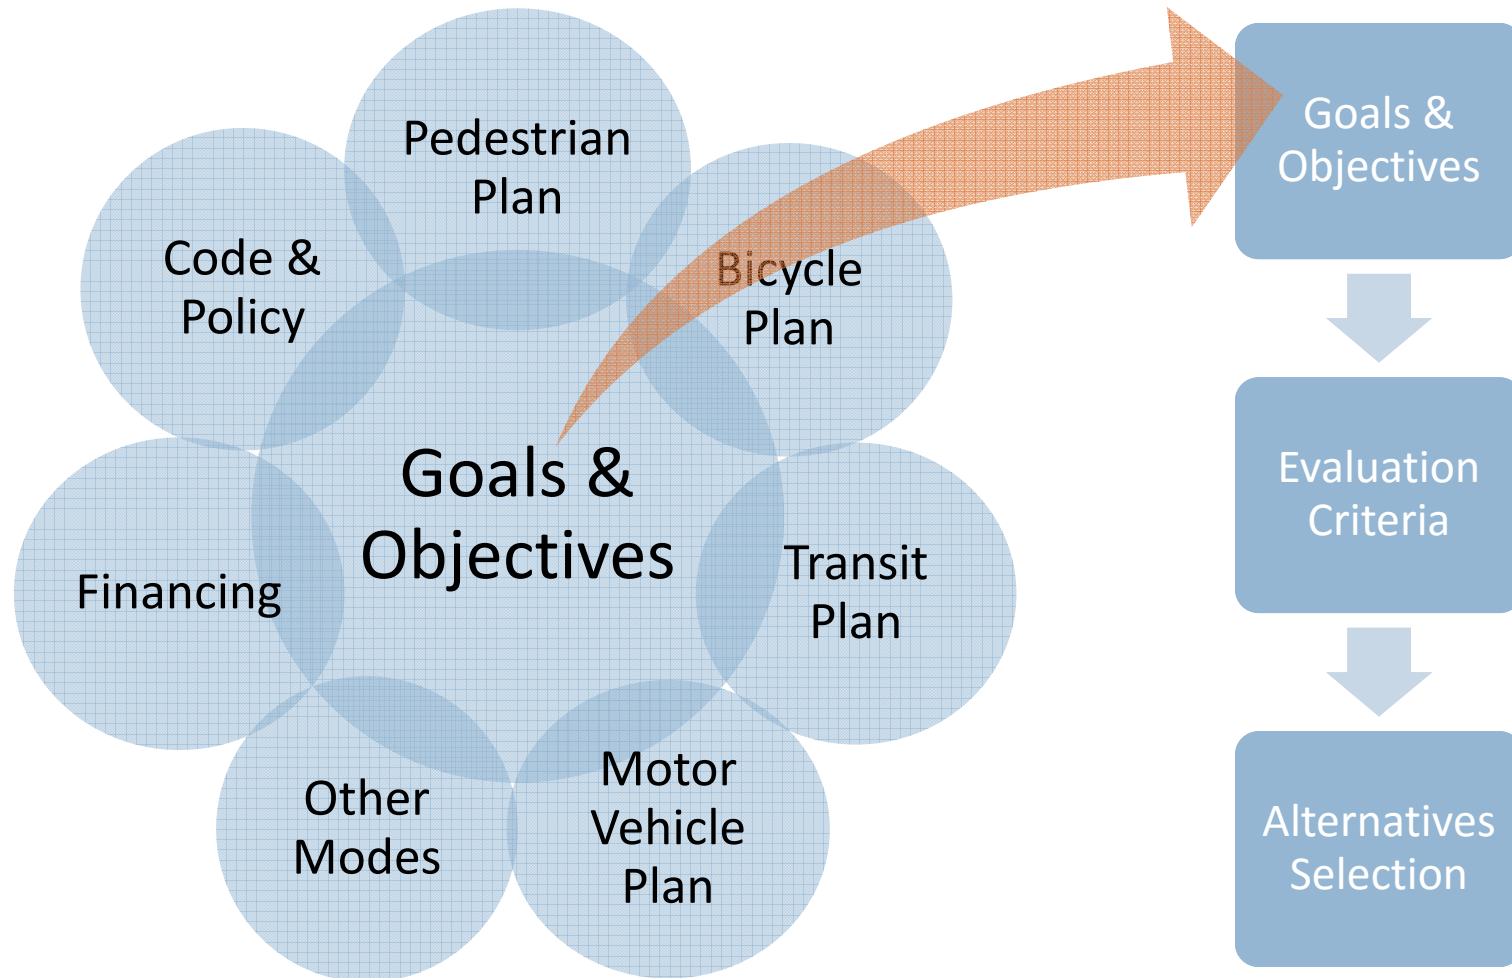 Pedestrian
Plan
Code &
Policy
Bicycle
Plan
Goals &
Objectives
Financing
Transit
Plan
Other
Modes
Motor
Vehicle
Plan
Goals &
Objectives
Evaluation
Criteria
Alternatives
Selection